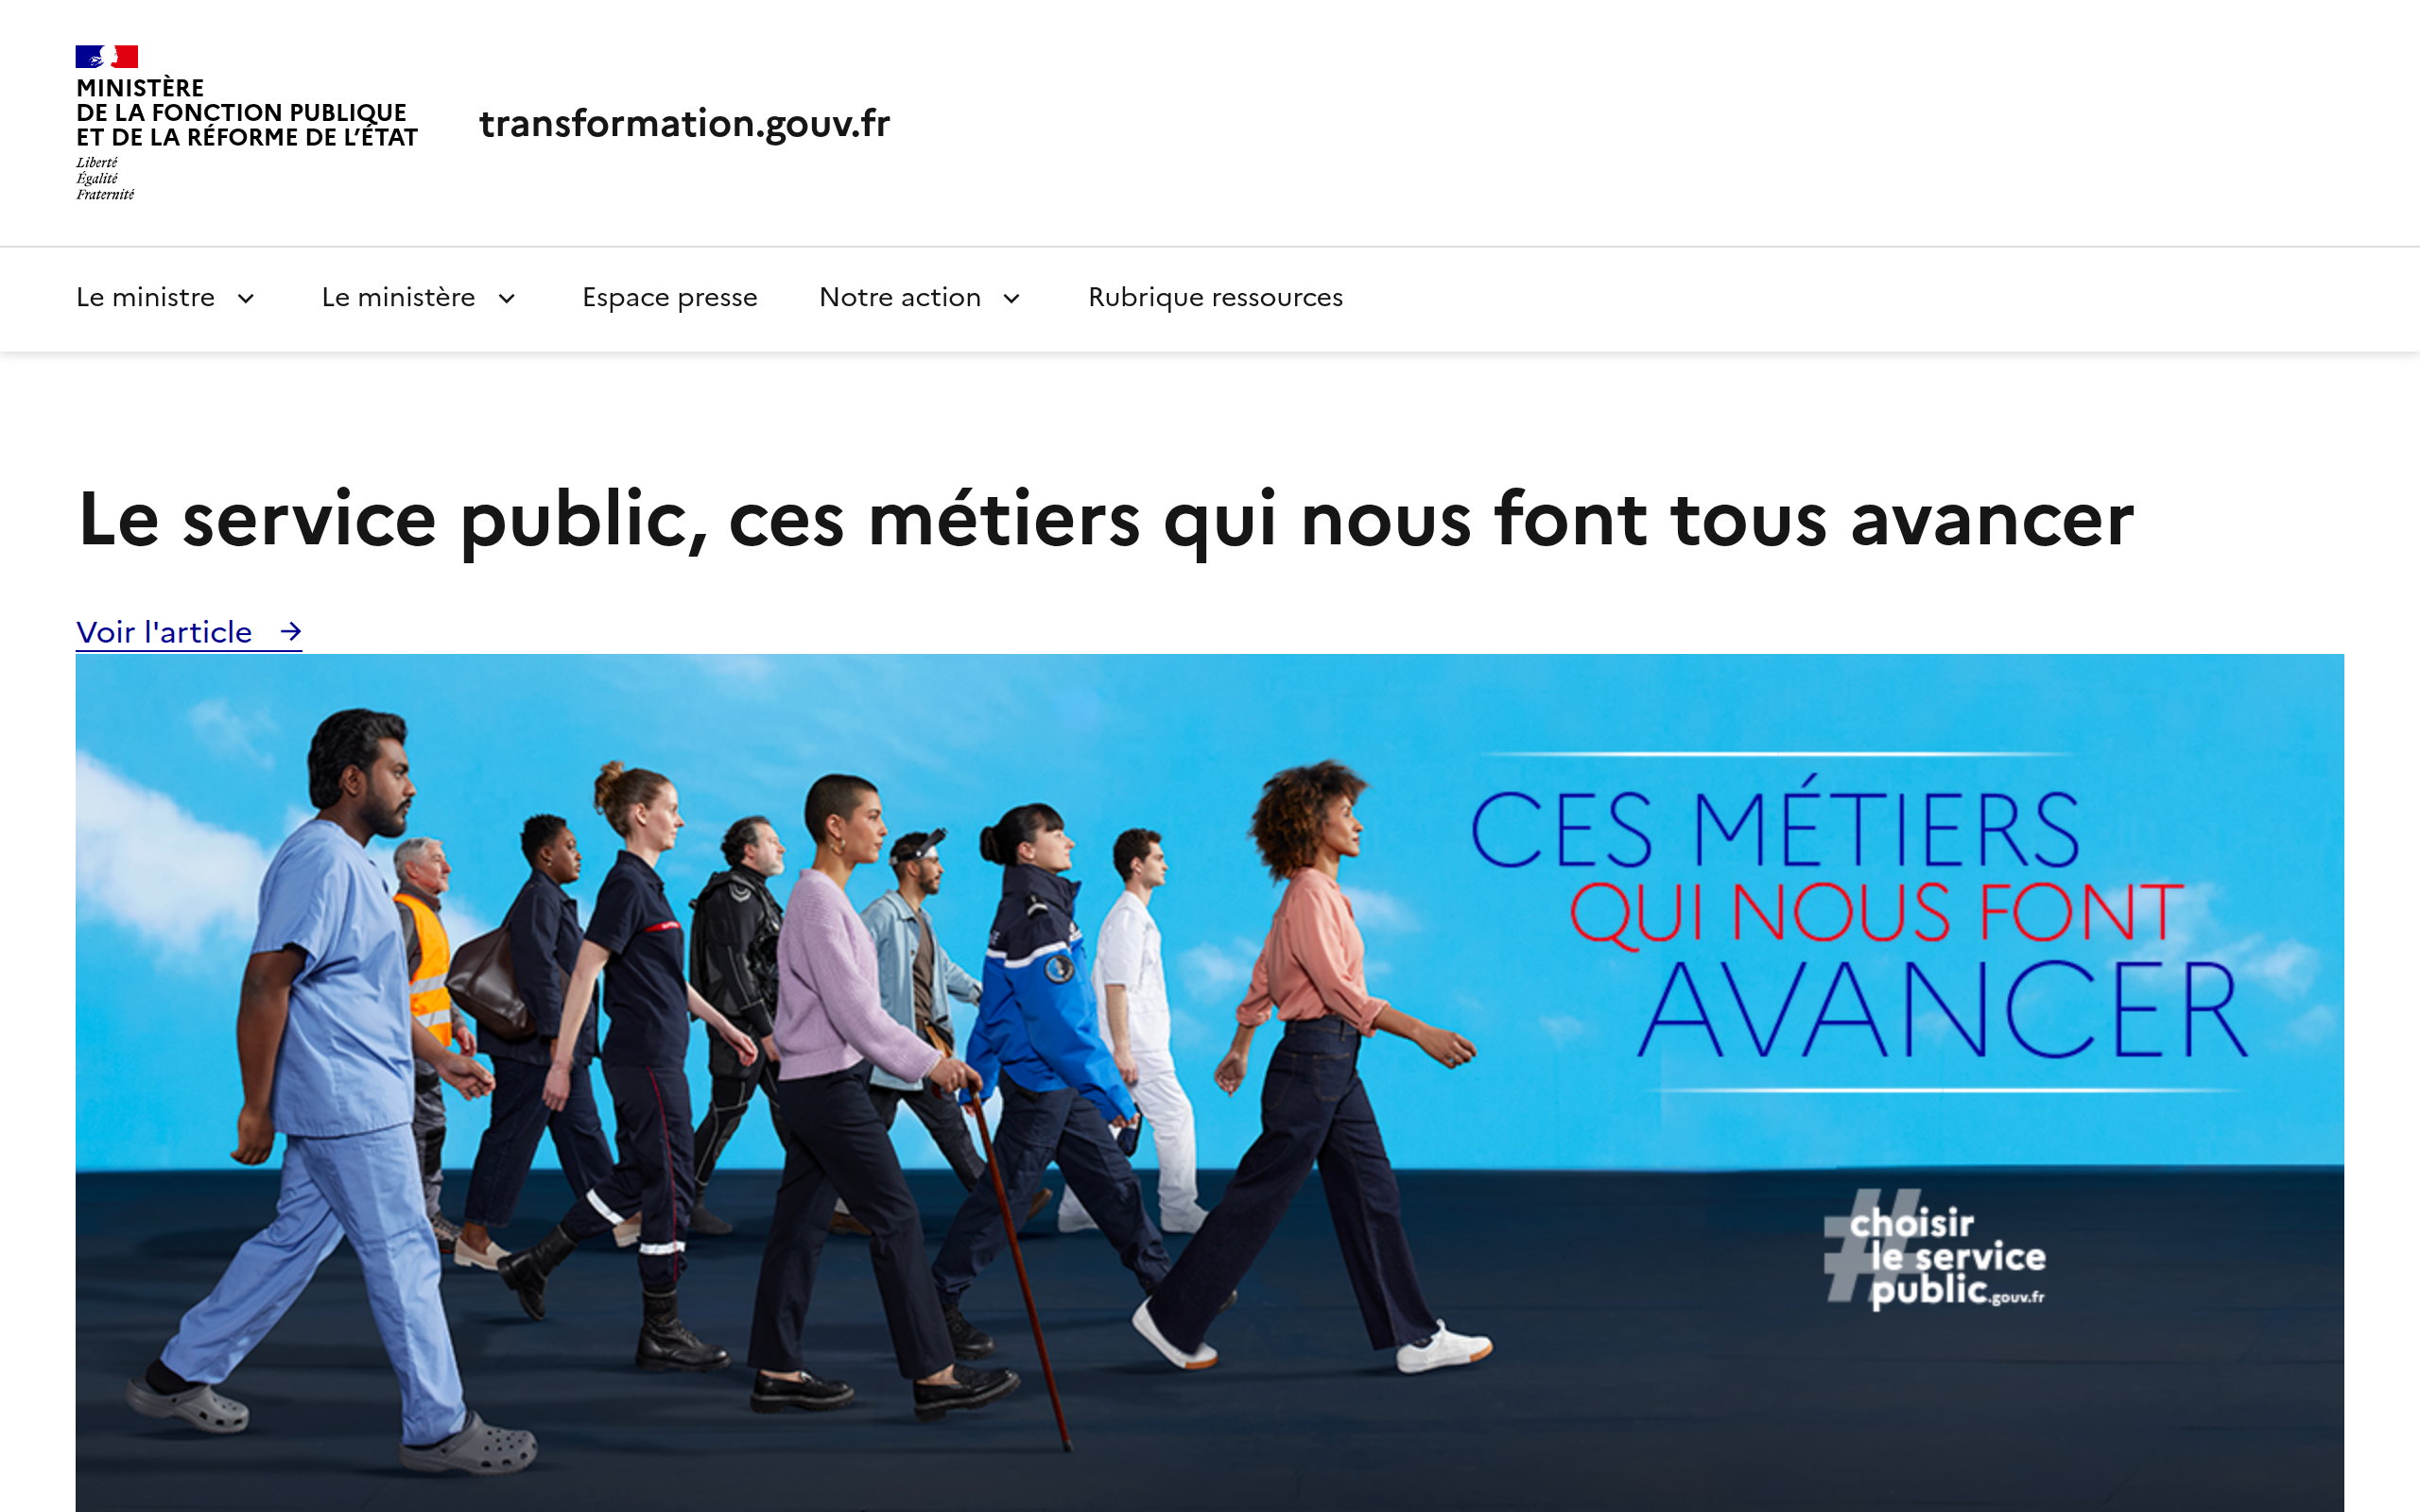 MINISTÈRE
DE LA FONCTION PUBLIQUE
ET DE LA RÉFORME DE L’ÉTAT
Liberté
Égalité
Fraternité
transformation.gouv.fr
Le ministre
Le ministère
Espace presse
Notre action
Rubrique ressources
Le service public, ces métiers qui nous font tous avancer
Voir l'article
CES MÉTIERS
QUI NOUS FONT
AVANCER
#choisir
le service
public.gouv.fr